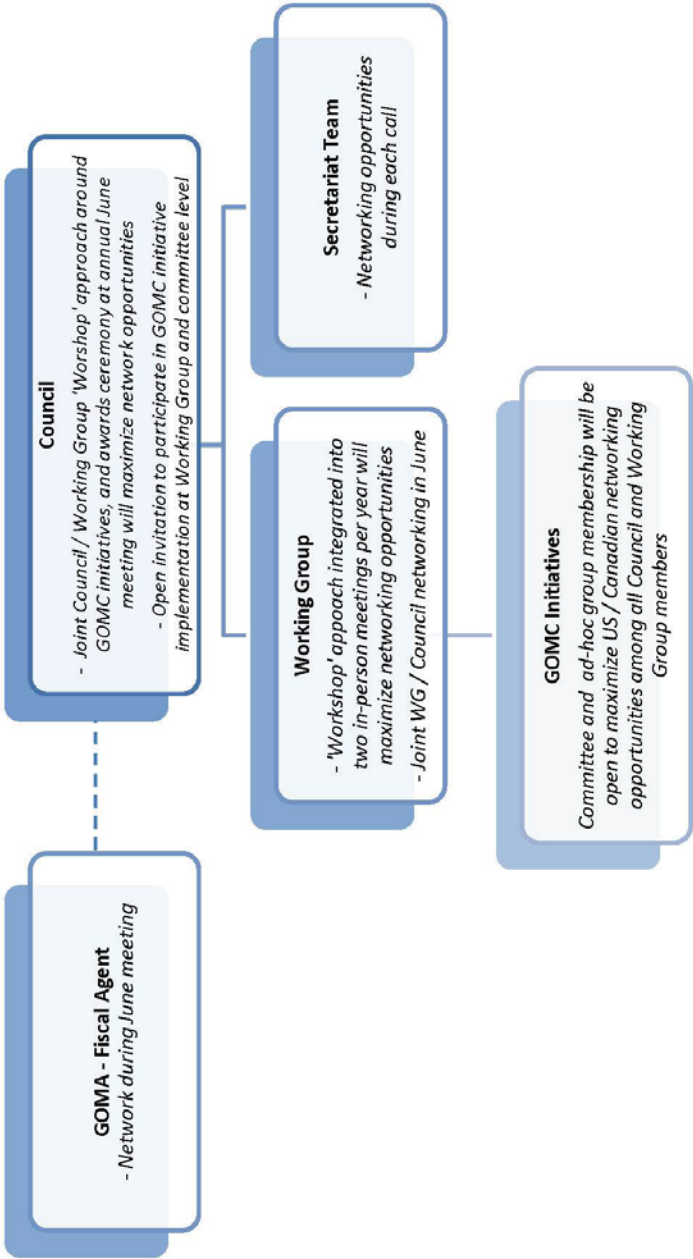 GOMA - Fiscal Agent
- Network during June meeting
Council
- Joint Council / Working Group 'Worshop' approach around
GOMC initiatives, and awards ceremony at annual June
meeting will maximize network opportunities
- Open invitation to participate in GOMC initiative
implementation at Working Group and committee level
Working Group
- 'Workshop' appoach integrated into
two in-person meetings per year will
maximize networking opportunities
- Joint WG / Council networking in June
Secretariat Team
- Networking opportunities
during each call
GOMC Initiatives
Committee and ad-hoc group membership will be
open to maximize US / Canadian networking
opportunities among all Council and Working
Group members